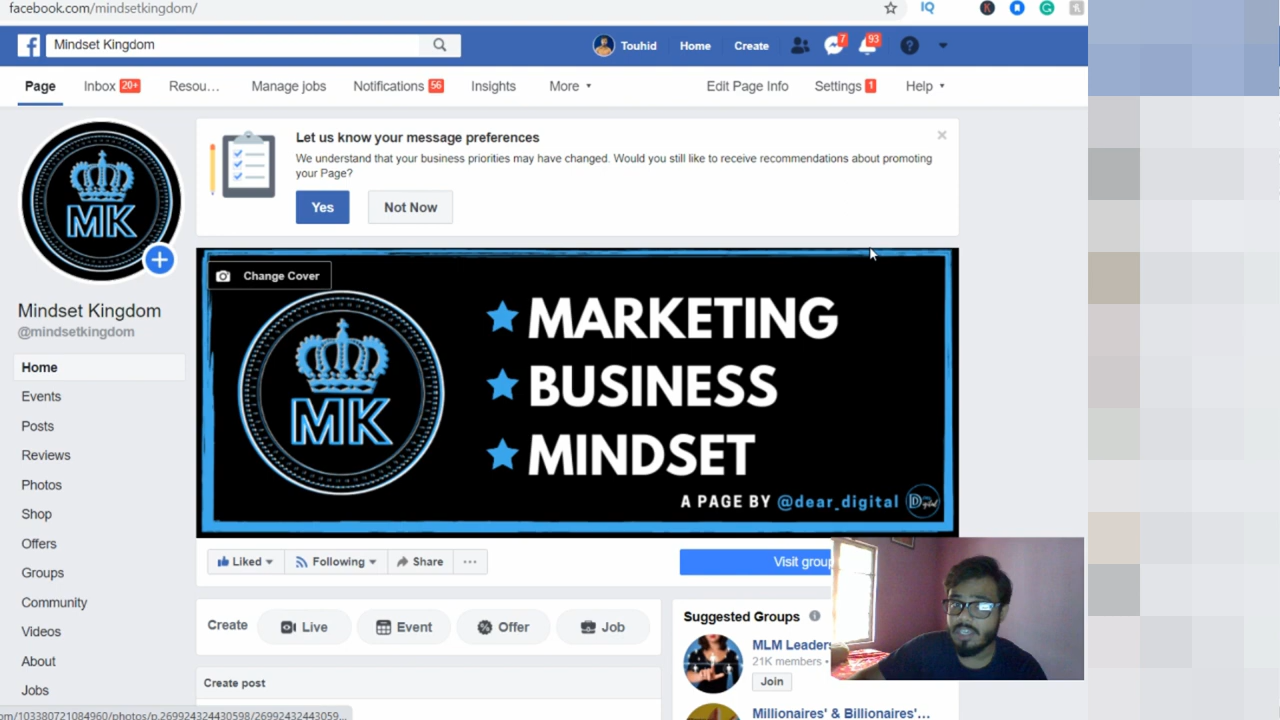 facebook.com/mindsetkingdom/
IQ
Mindset Kingdom
Touhid
Home
Create
7
93
Page
Inbox 20+
Resou...
Manage jobs
Notifications 56
Insights
More
Edit Page Info
Settings 1
Help
Let us know your message preferences
We understand that your business priorities may have changed. Would you still like to receive recommendations about promoting
your Page?
Yes
Not Now
MK
Mindset Kingdom
@mindsetkingdom
Home
Events
Posts
Reviews
Photos
Shop
Offers
Groups
Community
Videos
About
Jobs
Change Cover
MK
MARKETING
BUSINESS
MINDSET
A PAGE BY @dear_digital
Liked
Following
Share
Visit group
Create
Live
Event
Offer
Job
Create post
Suggested Groups
MLM Leaders
21K members •
Join
Millionaires' & Billionaires'...
om/103380721084960/photos/p.269924324430598/26992432443059...